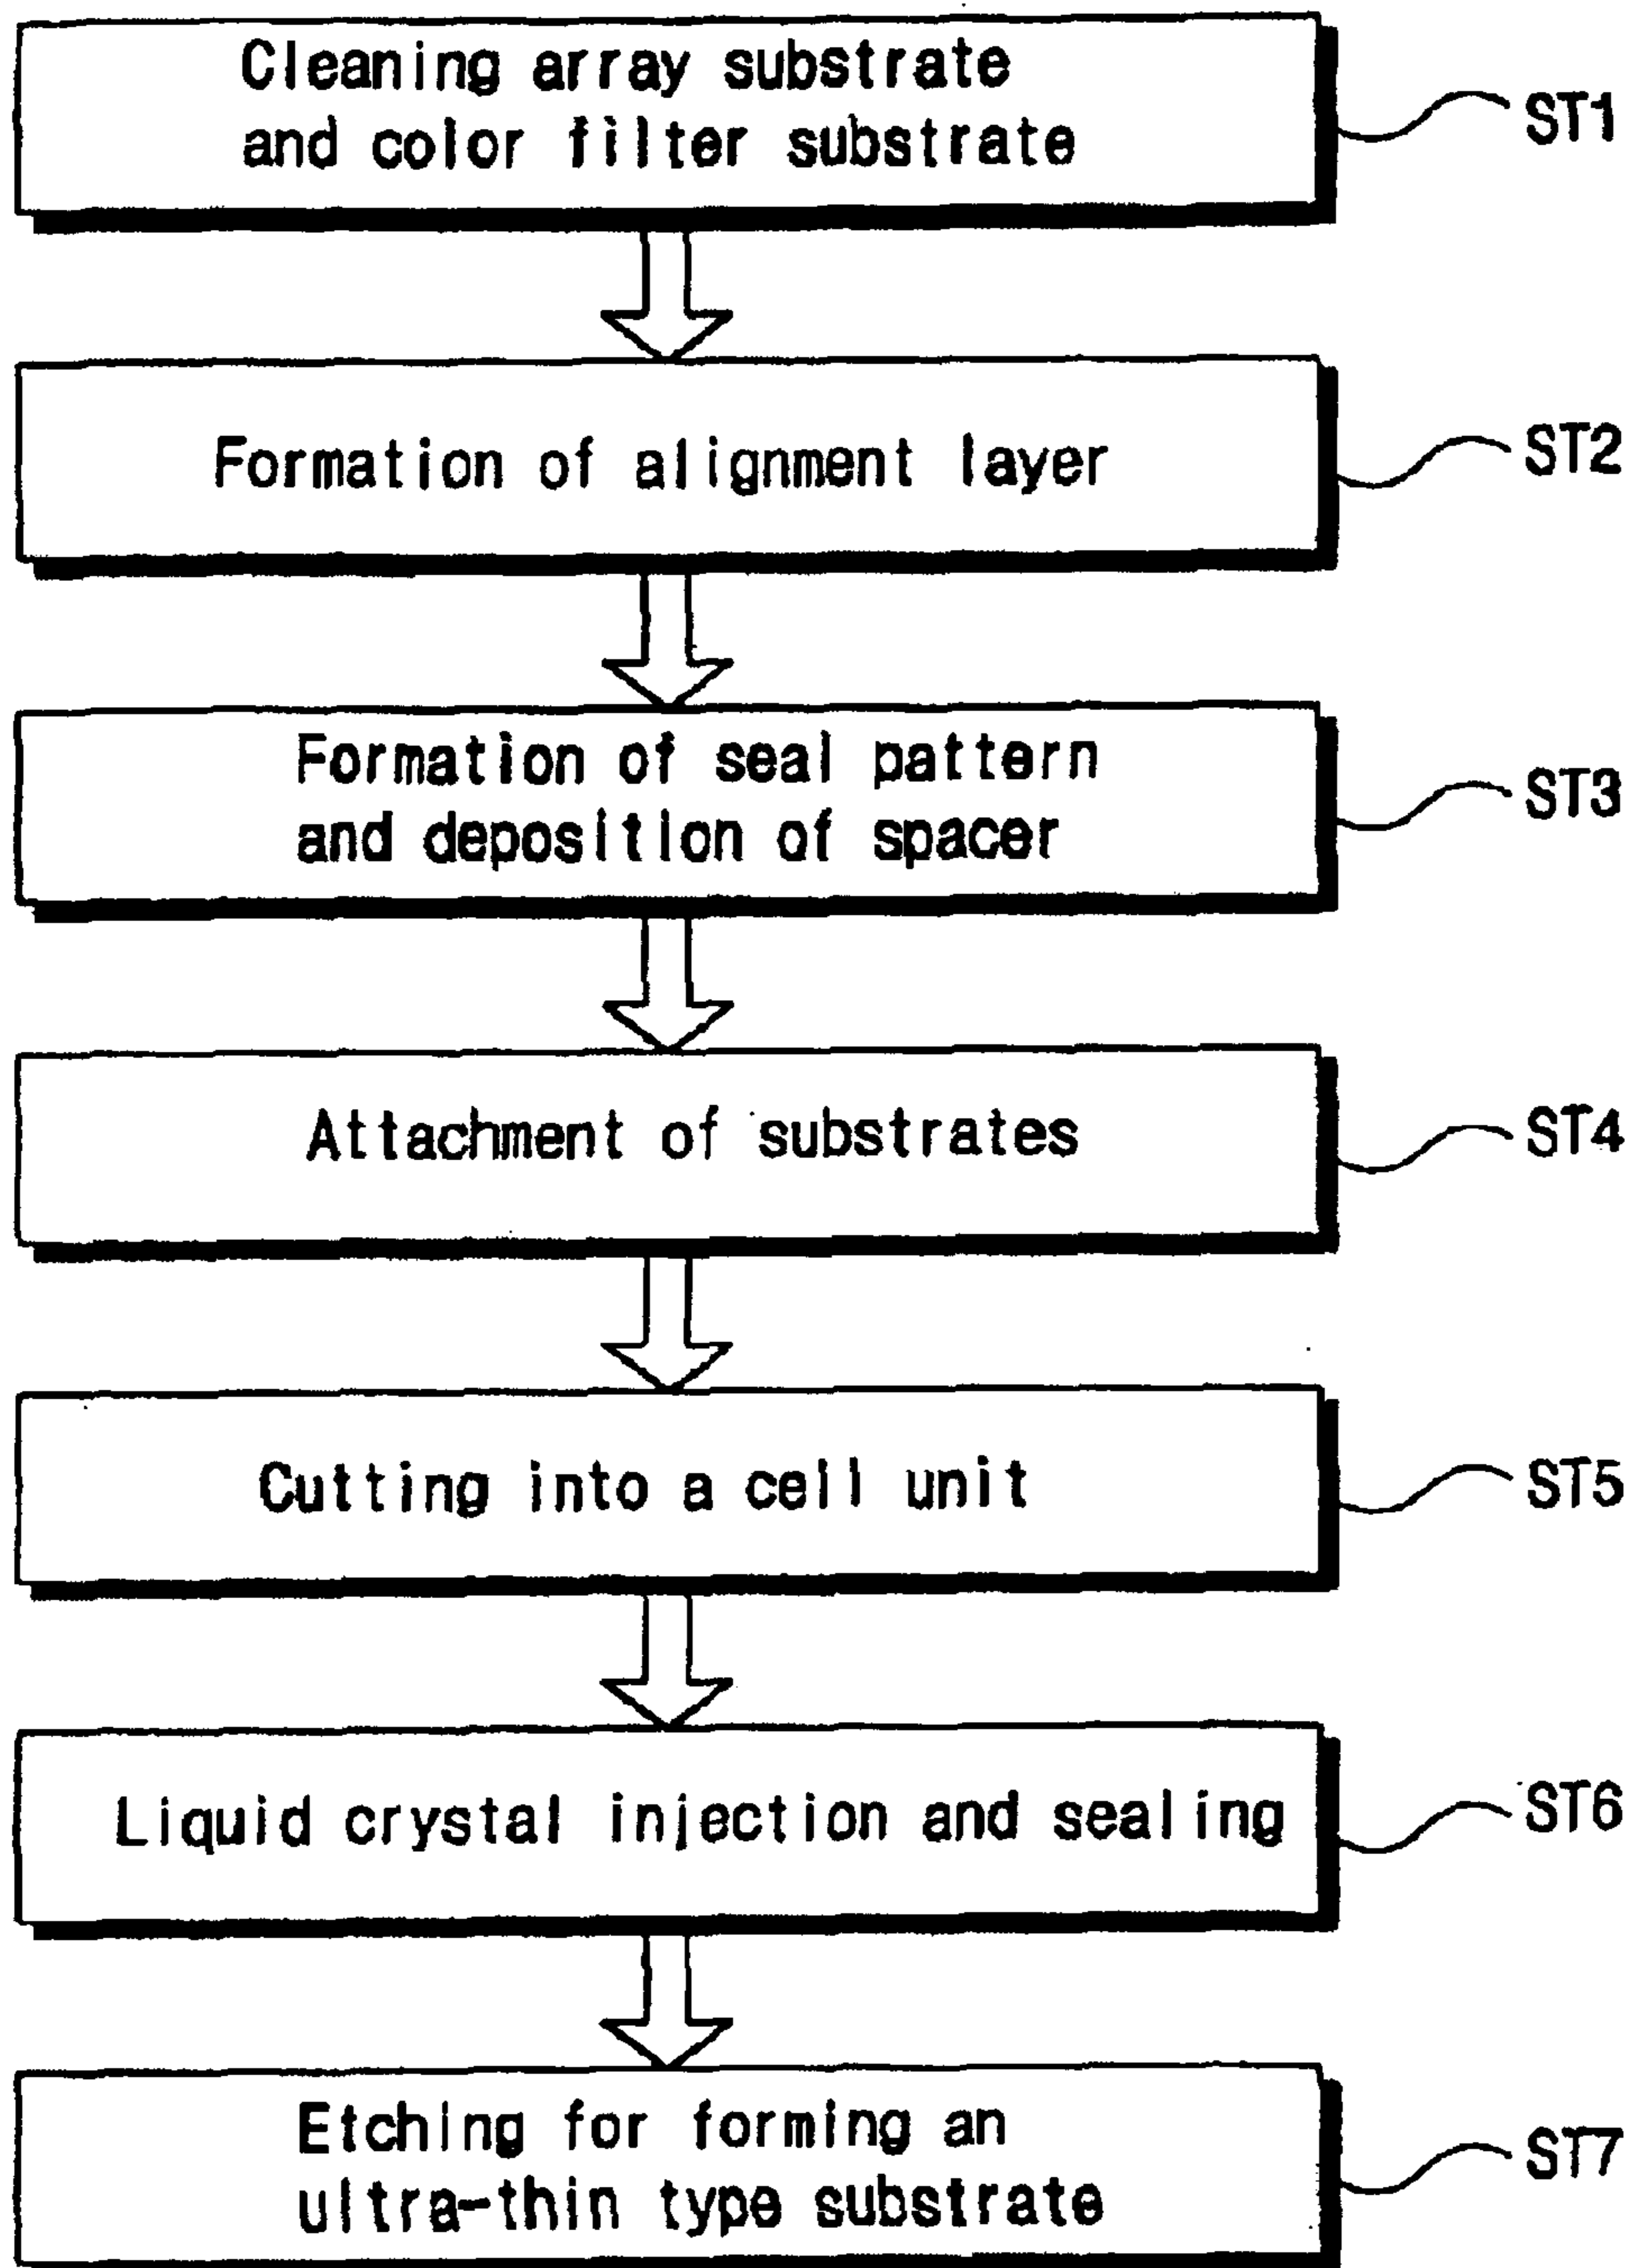 Cleaning array substrate
and color filter substrate
ST1
Formation of alignment layer
ST2
Formation of seal pattern
and deposition of spacer
ST3
Attachment of substrates
ST4
Cutting into a cell unit
ST5
Liquid crystal injection and sealing
ST6
Etching for forming an
ultra-thin type substrate
ST7